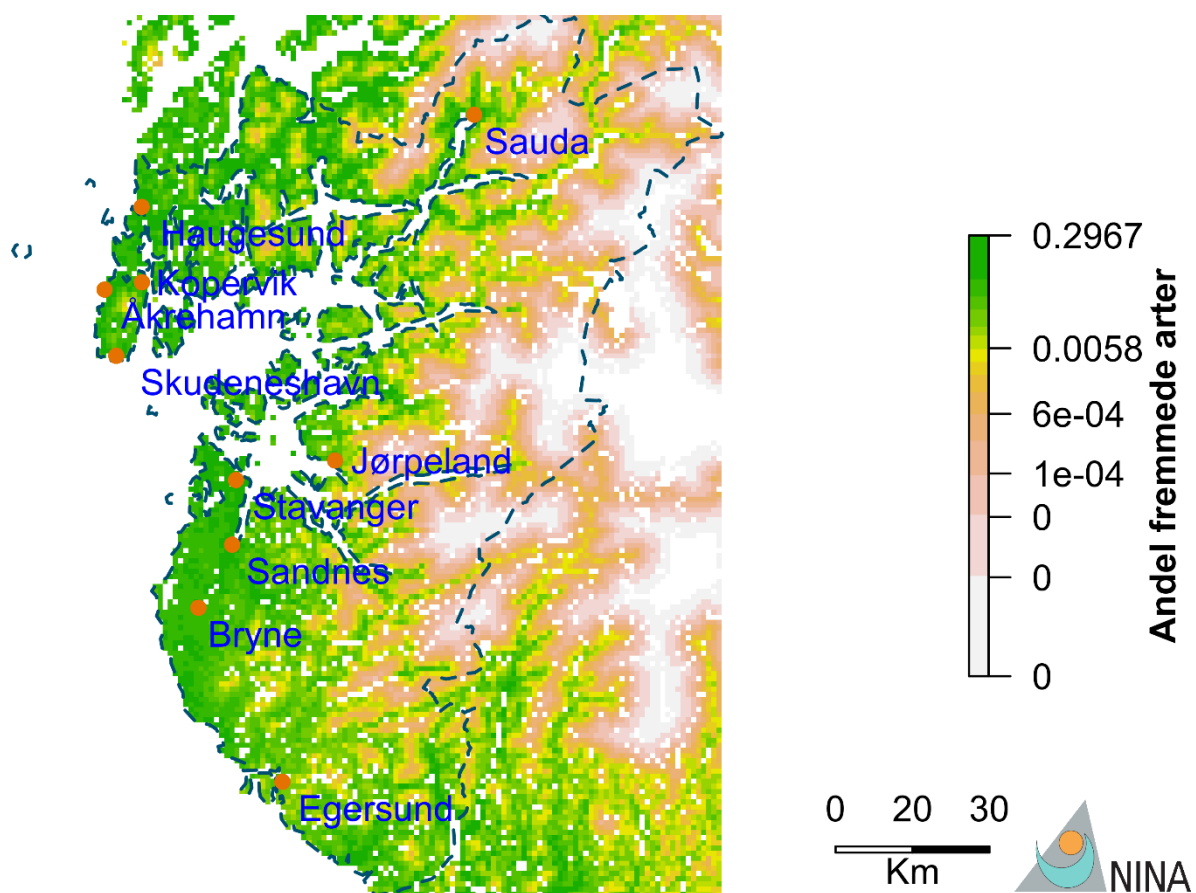 Sauda
Haugesund
Kopervik
Åkrehamn
Skudeneshavn
Jørpeland
Stavanger
Sandnes
Bryne
Egersund
0.2967
0.0058
6e-04
1e-04
0
0
0
Andel fremmede arter
0 20 30
Km
NINA